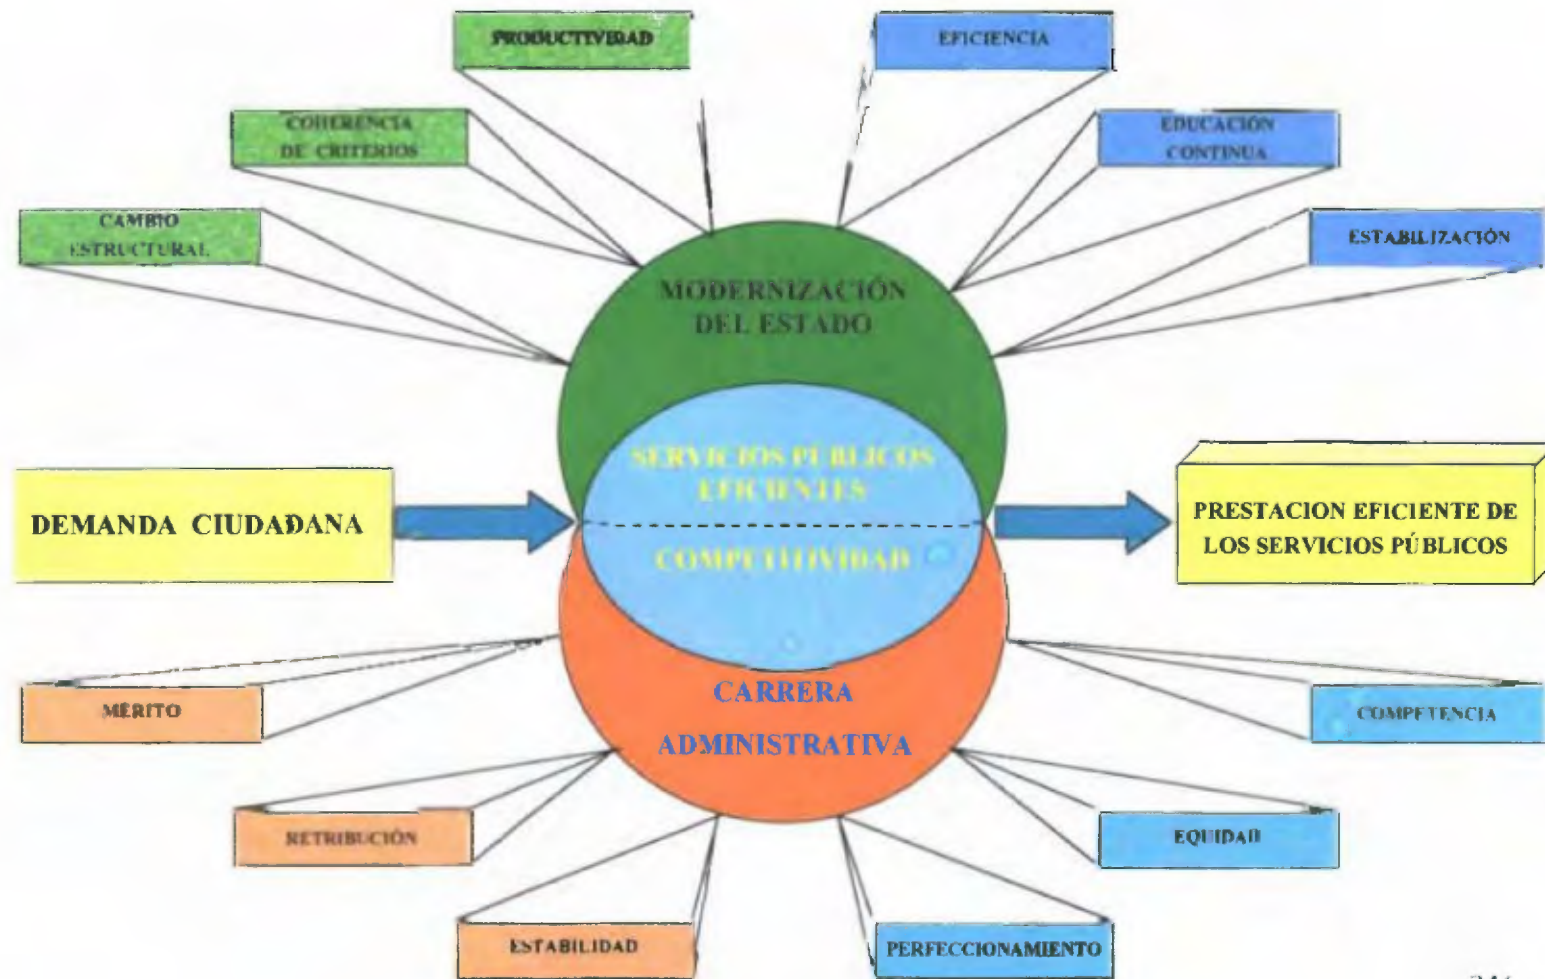 PRODUCTIVIDAD
EFICIENCIA
COHERENCIA
DE CRITERIOS
EDUCACIÓN
CONTINUA
CAMBIO
ESTRUCTURAL
ESTABILIZACIÓN
MODERNIZACIÓN
DEL ESTADO
SERVICIOS PÚBLICOS
EFICIENTES
COMPETITIVIDAD
DEMANDA CIUDADANA
PRESTACION EFICIENTE DE
LOS SERVICIOS PÚBLICOS
CARRERA
ADMINISTRATIVA
MÉRITO
COMPETENCIA
RETRIBUCIÓN
EQUIDAD
ESTABILIDAD
PERFECCIONAMIENTO